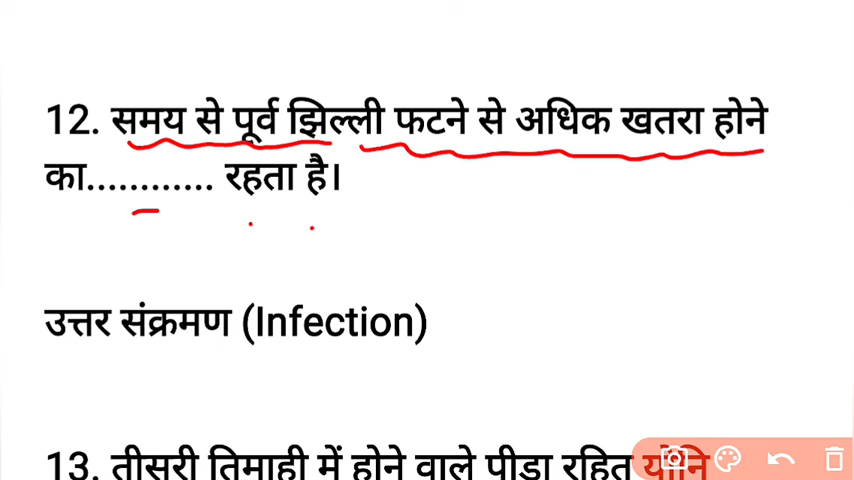 12. समय से पूर्व झिल्ली फटने से अधिक खतरा होने
का............ रहता है।
उत्तर संक्रमण (Infection)
13. तीसरी तिमाही में होने वाले पीड़ा रहित योनि